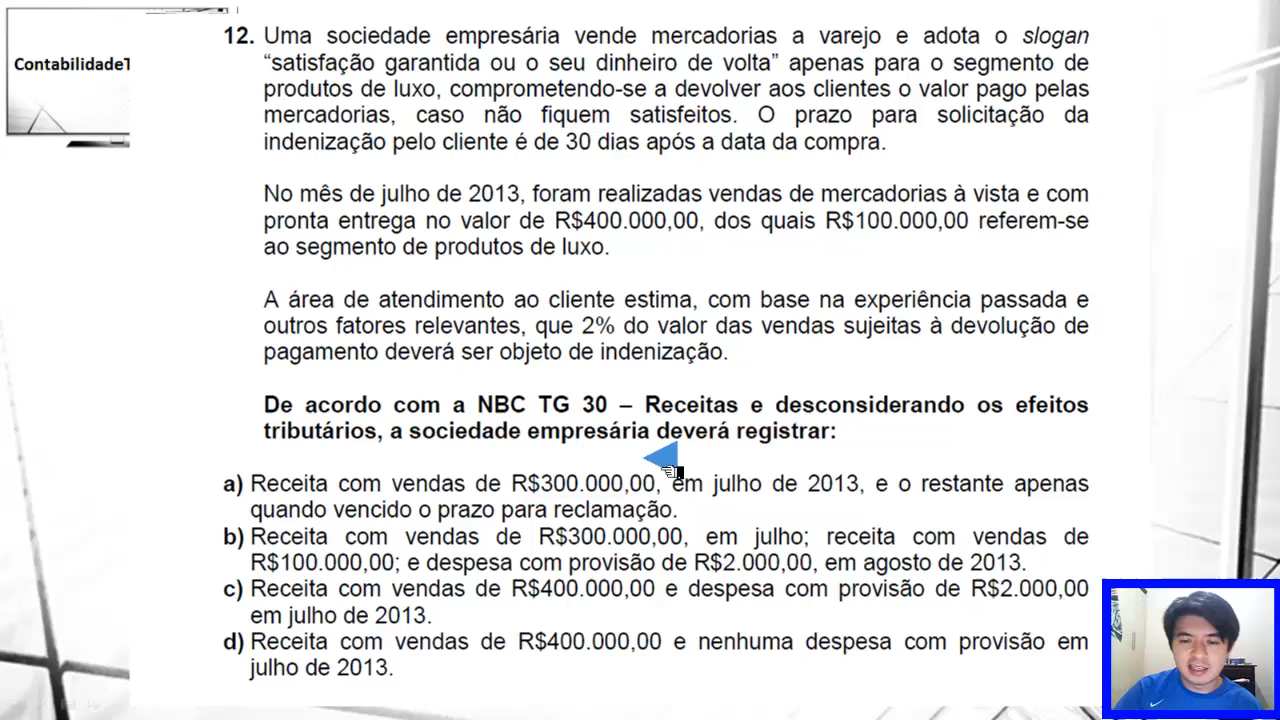 ContabilidadeT
12. Uma sociedade empresária vende mercadorias a varejo e adota o slogan
“satisfação garantida ou o seu dinheiro de volta” apenas para o segmento de
produtos de luxo, comprometendo-se a devolver aos clientes o valor pago pelas
mercadorias, caso não fiquem satisfeitos. O prazo para solicitação da
indenização pelo cliente é de 30 dias após a data da compra.
No mês de julho de 2013, foram realizadas vendas de mercadorias à vista e com
pronta entrega no valor de R$400.000,00, dos quais R$100.000,00 referem-se
ao segmento de produtos de luxo.
A área de atendimento ao cliente estima, com base na experiência passada e
outros fatores relevantes, que 2% do valor das vendas sujeitas à devolução de
pagamento deverá ser objeto de indenização.
De acordo com a NBC TG 30 – Receitas e desconsiderando os efeitos
tributários, a sociedade empresária deverá registrar:
a) Receita com vendas de R$300.000,00, em julho de 2013, e o restante apenas
quando vencido o prazo para reclamação.
b) Receita com vendas de R$300.000,00, em julho; receita com vendas de
R$100.000,00; e despesa com provisão de R$2.000,00, em agosto de 2013.
c) Receita com vendas de R$400.000,00 e despesa com provisão de R$2.000,00
em julho de 2013.
d) Receita com vendas de R$400.000,00 e nenhuma despesa com provisão em
julho de 2013.